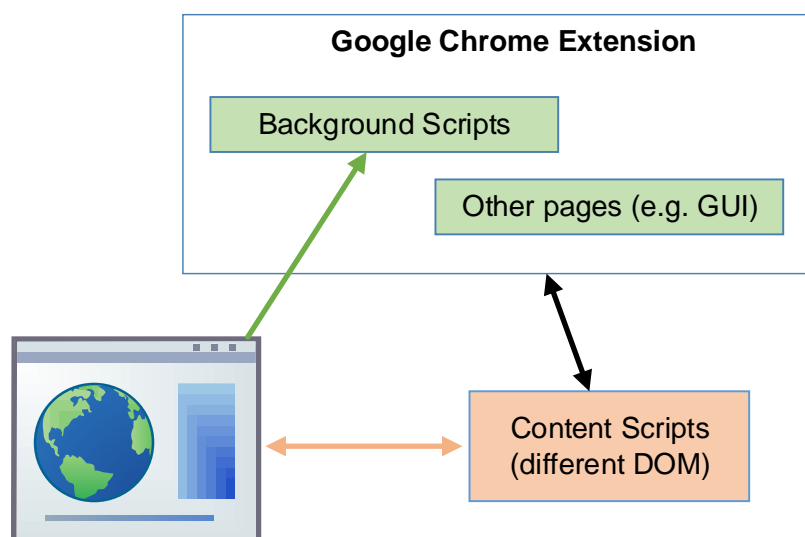 Google Chrome Extension
Background Scripts
Other pages (e.g. GUI)
Content Scripts
(different DOM)